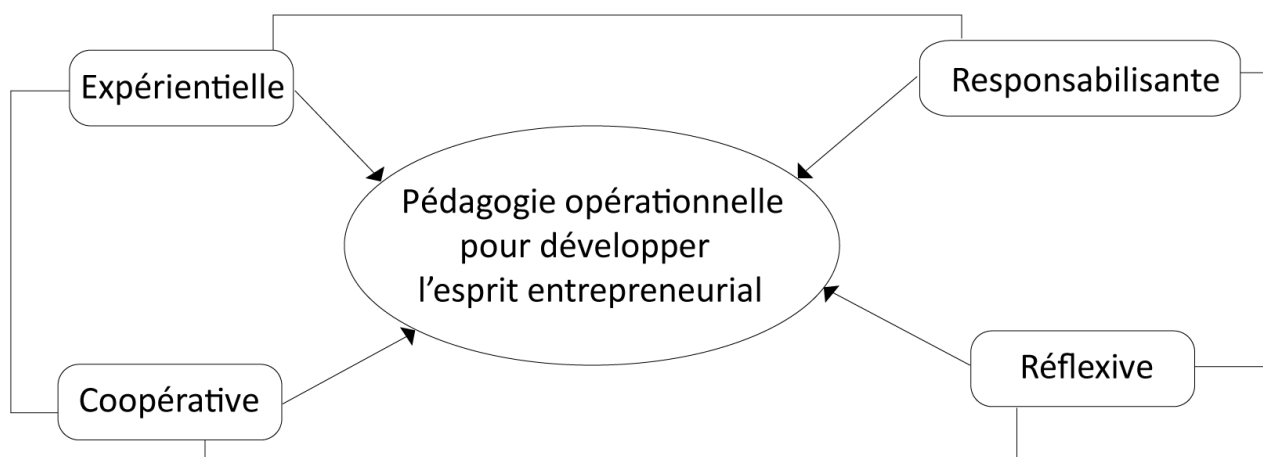 Expérientielle
Responsabilisante
Pédagogie opérationnelle
pour développer
l'esprit entrepreneurial
Coopérative
Réflexive